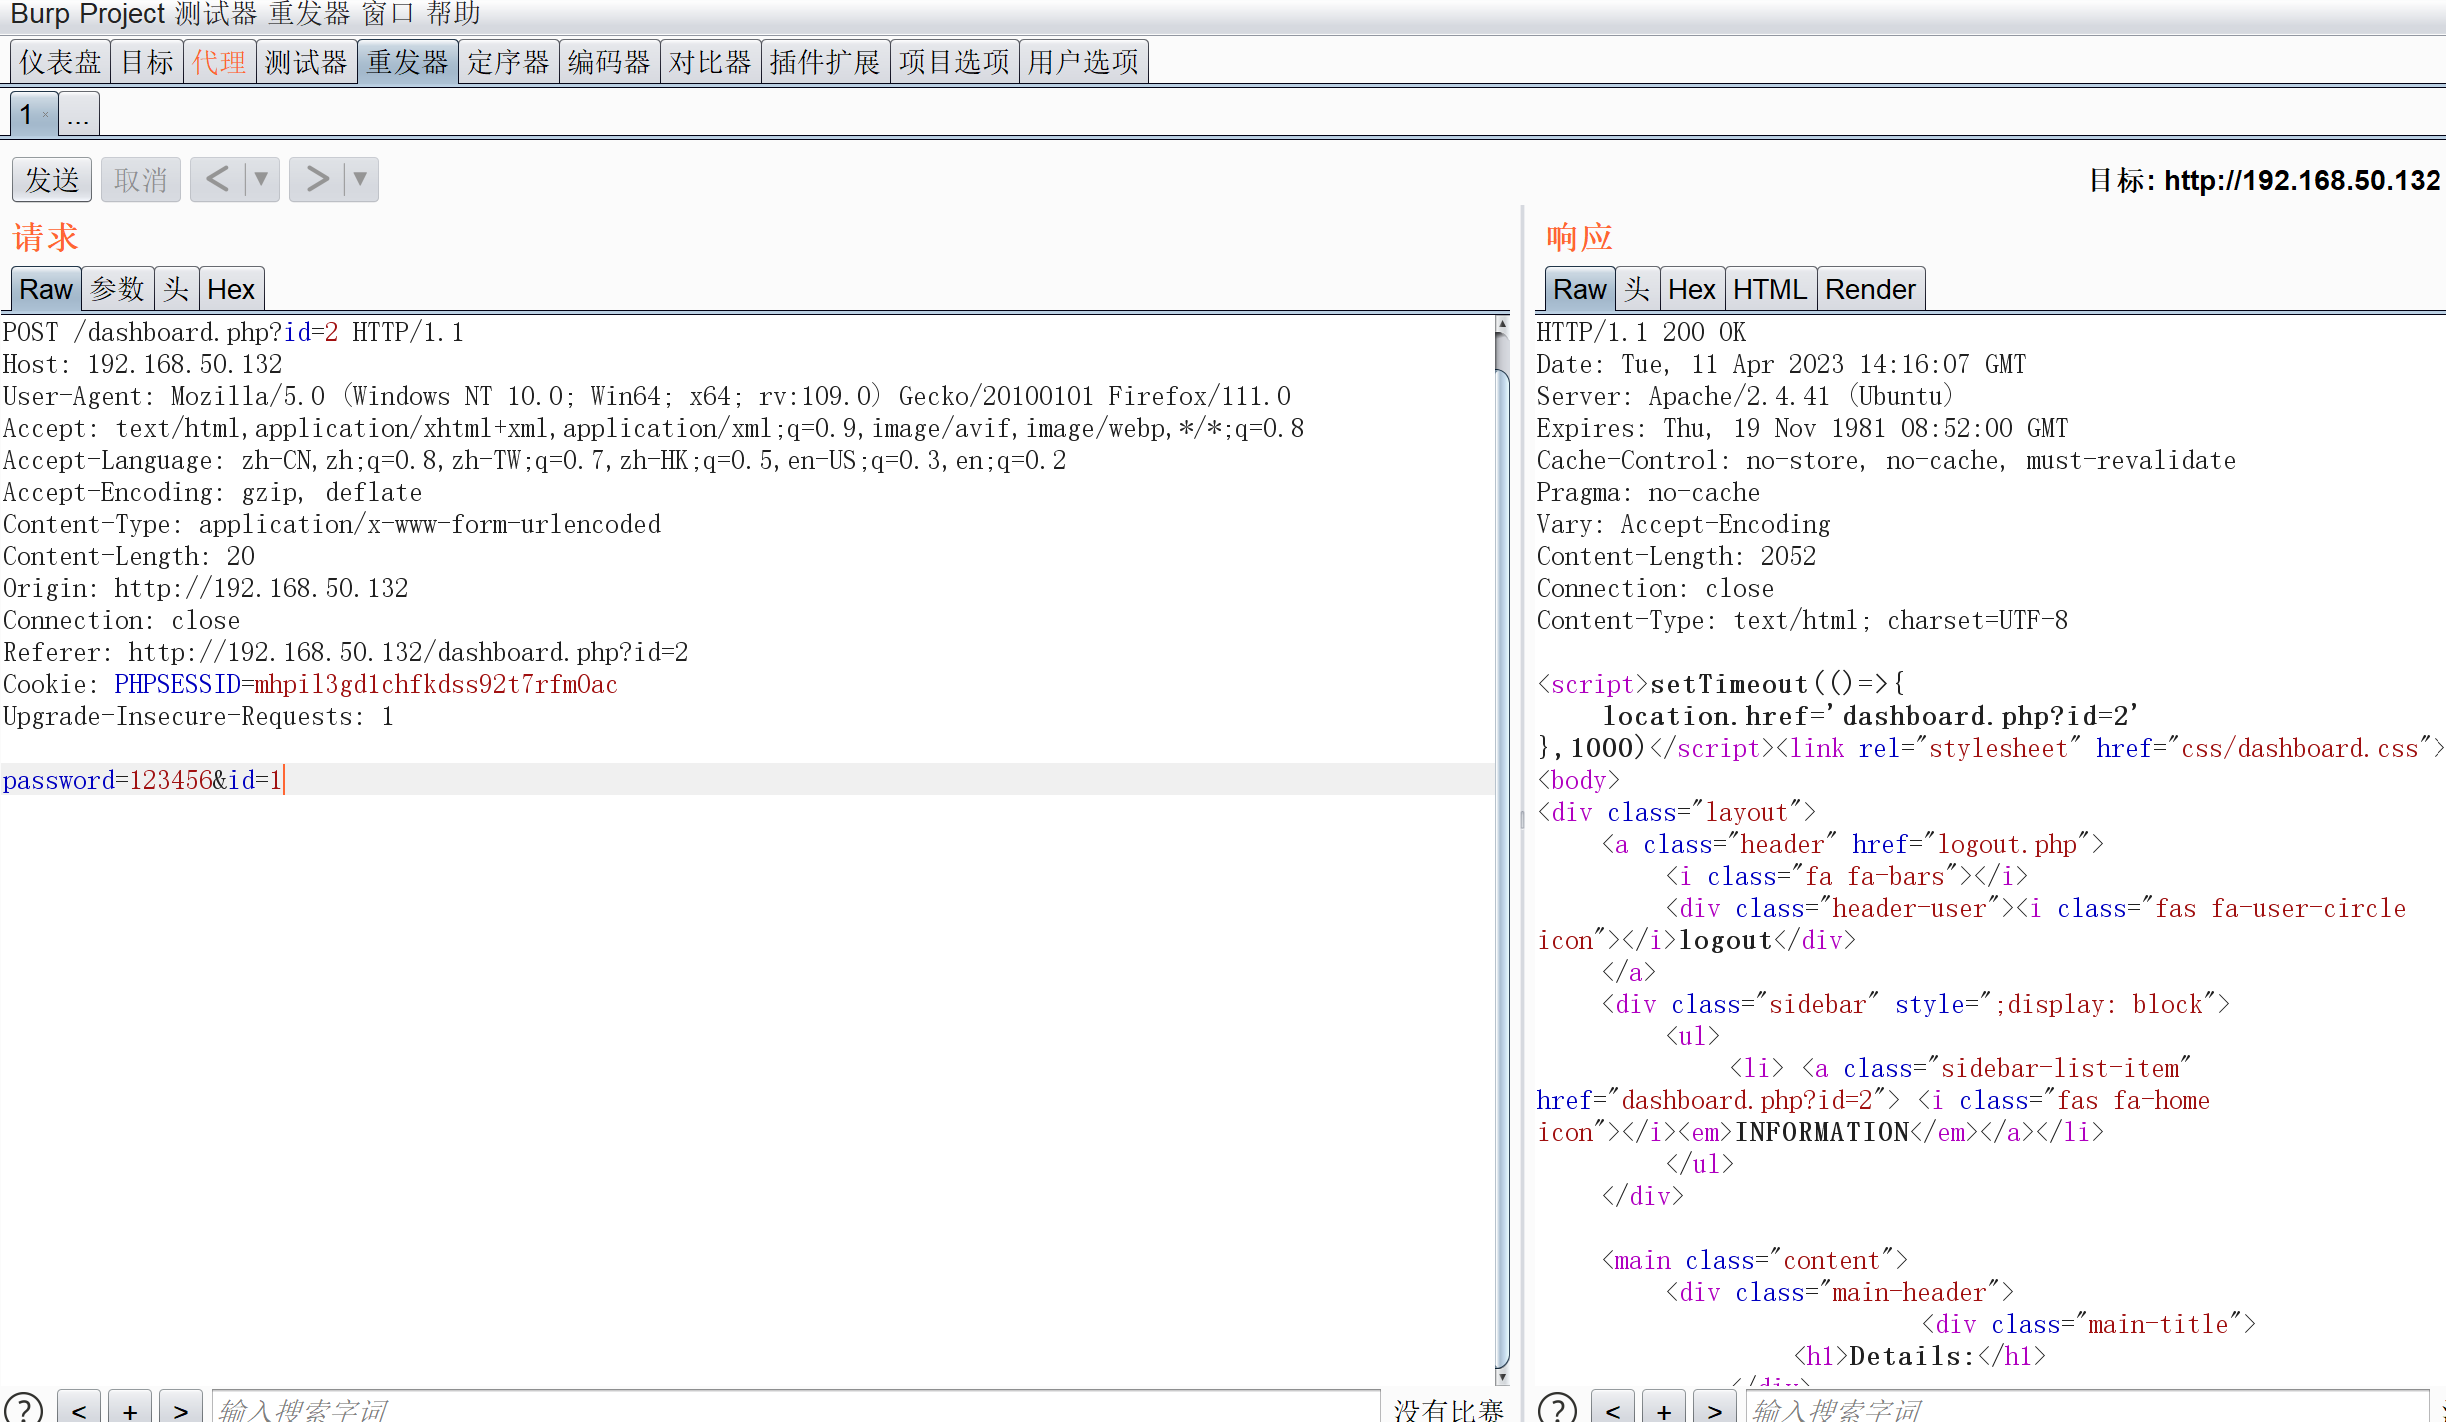 Burp Project 测试器 重发器 窗口 帮助
仪表盘 目标 代理 测试器 重发器 定序器 编码器 对比器 插件扩展 项目选项 用户选项
1 × ...
发送 取消 < ▼ > ▼ 目标: http://192.168.50.132
请求
Raw 参数 头 Hex
POST /dashboard.php?id=2 HTTP/1.1
Host: 192.168.50.132
User-Agent: Mozilla/5.0 (Windows NT 10.0; Win64; x64; rv:109.0) Gecko/20100101 Firefox/111.0
Accept: text/html,application/xhtml+xml,application/xml;q=0.9,image/avif,image/webp,*/*;q=0.8
Accept-Language: zh-CN,zh;q=0.8,zh-TW;q=0.7,zh-HK;q=0.5,en-US;q=0.3,en;q=0.2
Accept-Encoding: gzip, deflate
Content-Type: application/x-www-form-urlencoded
Content-Length: 20
Origin: http://192.168.50.132
Connection: close
Referer: http://192.168.50.132/dashboard.php?id=2
Cookie: PHPSESSID=mhpil3gd1chfkdss92t7rfm0ac
Upgrade-Insecure-Requests: 1

password=123456&id=1
? < + > 输入搜索字词 没有比赛
响应
Raw 头 Hex HTML Render
HTTP/1.1 200 OK
Date: Tue, 11 Apr 2023 14:16:07 GMT
Server: Apache/2.4.41 (Ubuntu)
Expires: Thu, 19 Nov 1981 08:52:00 GMT
Cache-Control: no-store, no-cache, must-revalidate
Pragma: no-cache
Vary: Accept-Encoding
Content-Length: 2052
Connection: close
Content-Type: text/html; charset=UTF-8

<script>setTimeout(()=>{
    location.href='dashboard.php?id=2'
},1000)</script><link rel="stylesheet" href="css/dashboard.css">
<body>
<div class="layout">
    <a class="header" href="logout.php">
        <i class="fa fa-bars"></i>
        <div class="header-user"><i class="fas fa-user-circle
icon"></i>logout</div>
    </a>
    <div class="sidebar" style=";display: block">
        <ul>
            <li> <a class="sidebar-list-item"
href="dashboard.php?id=2"> <i class="fas fa-home
icon"></i><em>INFORMATION</em></a></li>
        </ul>
    </div>

    <main class="content">
        <div class="main-header">
                        <div class="main-title">
                <h1>Details:</h1>
            </div>
? < + > 输入搜索字词